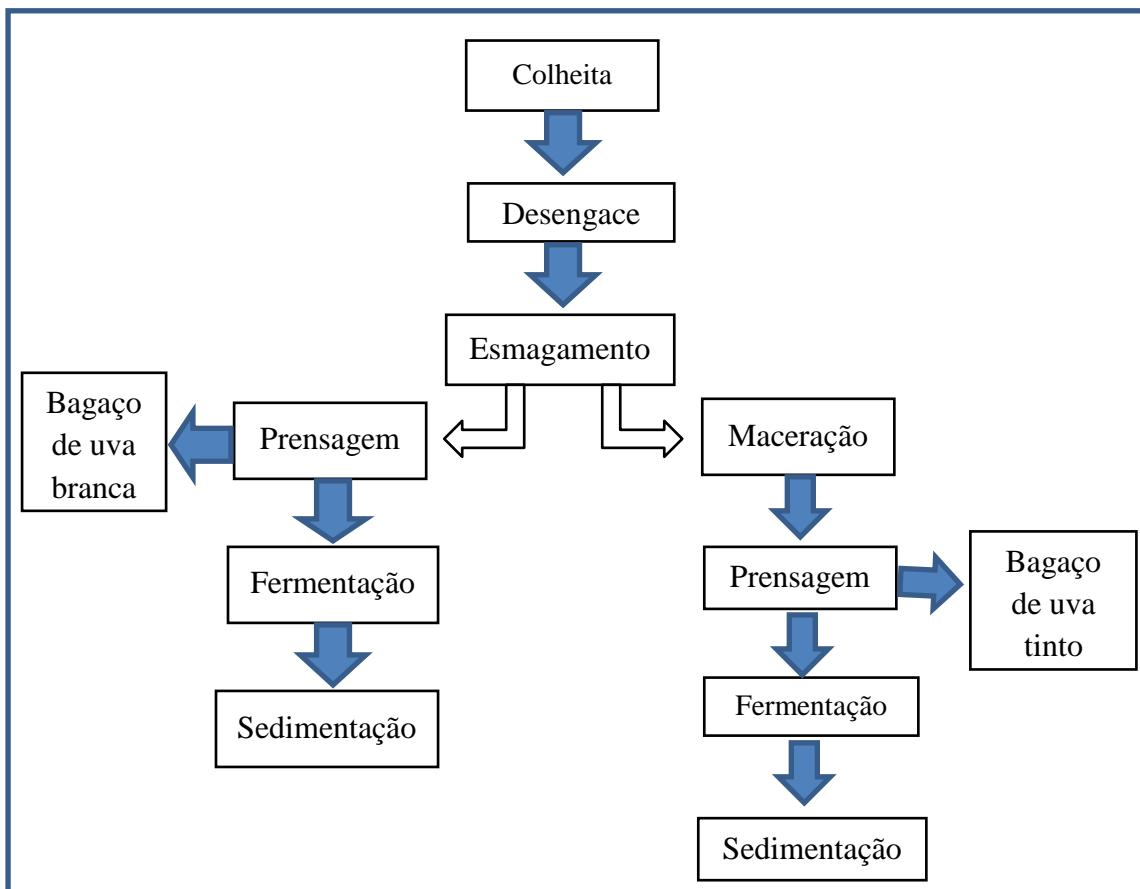 Colheita
Desengace
Esmagamento
Bagaço
de uva
branca
Prensagem
Fermentação
Sedimentação
Maceração
Prensagem
Bagaço
de uva
tinto
Fermentação
Sedimentação